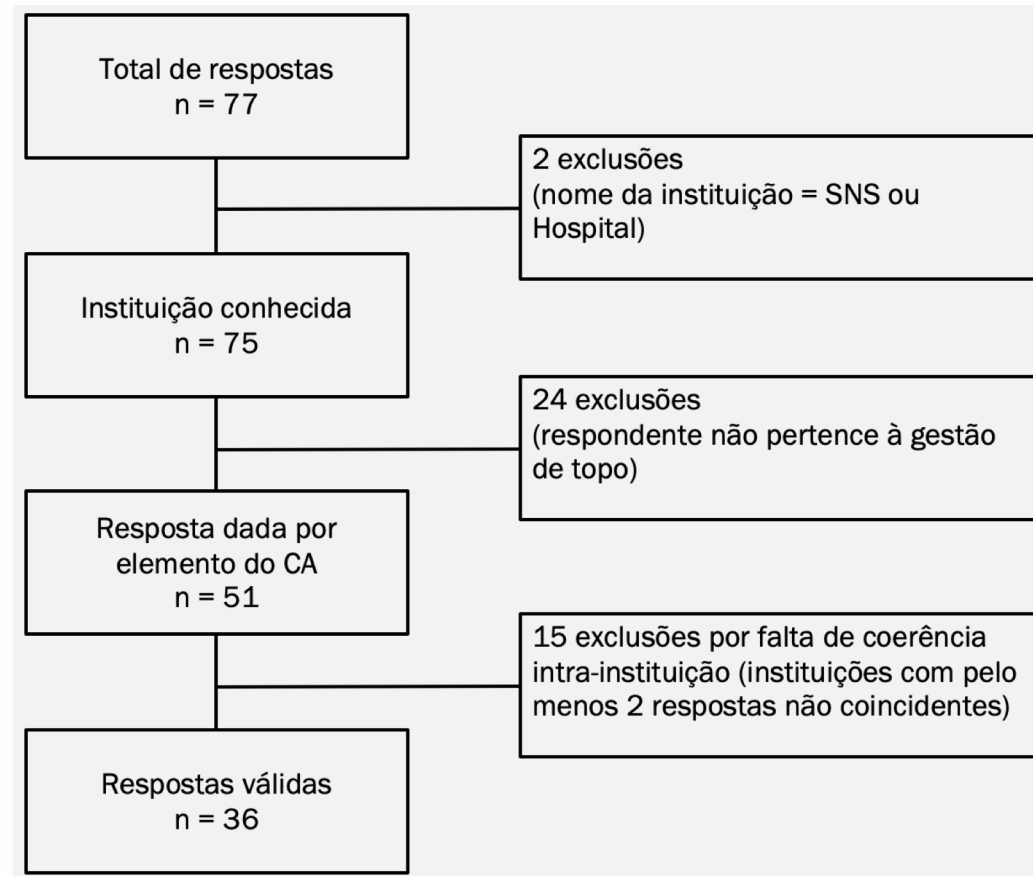 Total de respostas
n = 77
2 exclusões
(nome da instituição = SNS ou
Hospital)
Instituição conhecida
n = 75
24 exclusões
(respondente não pertence à gestão
de topo)
Resposta dada por
elemento do CA
n = 51
15 exclusões por falta de coerência
intra-instituição (instituições com pelo
menos 2 respostas não coincidentes)
Respostas válidas
n = 36